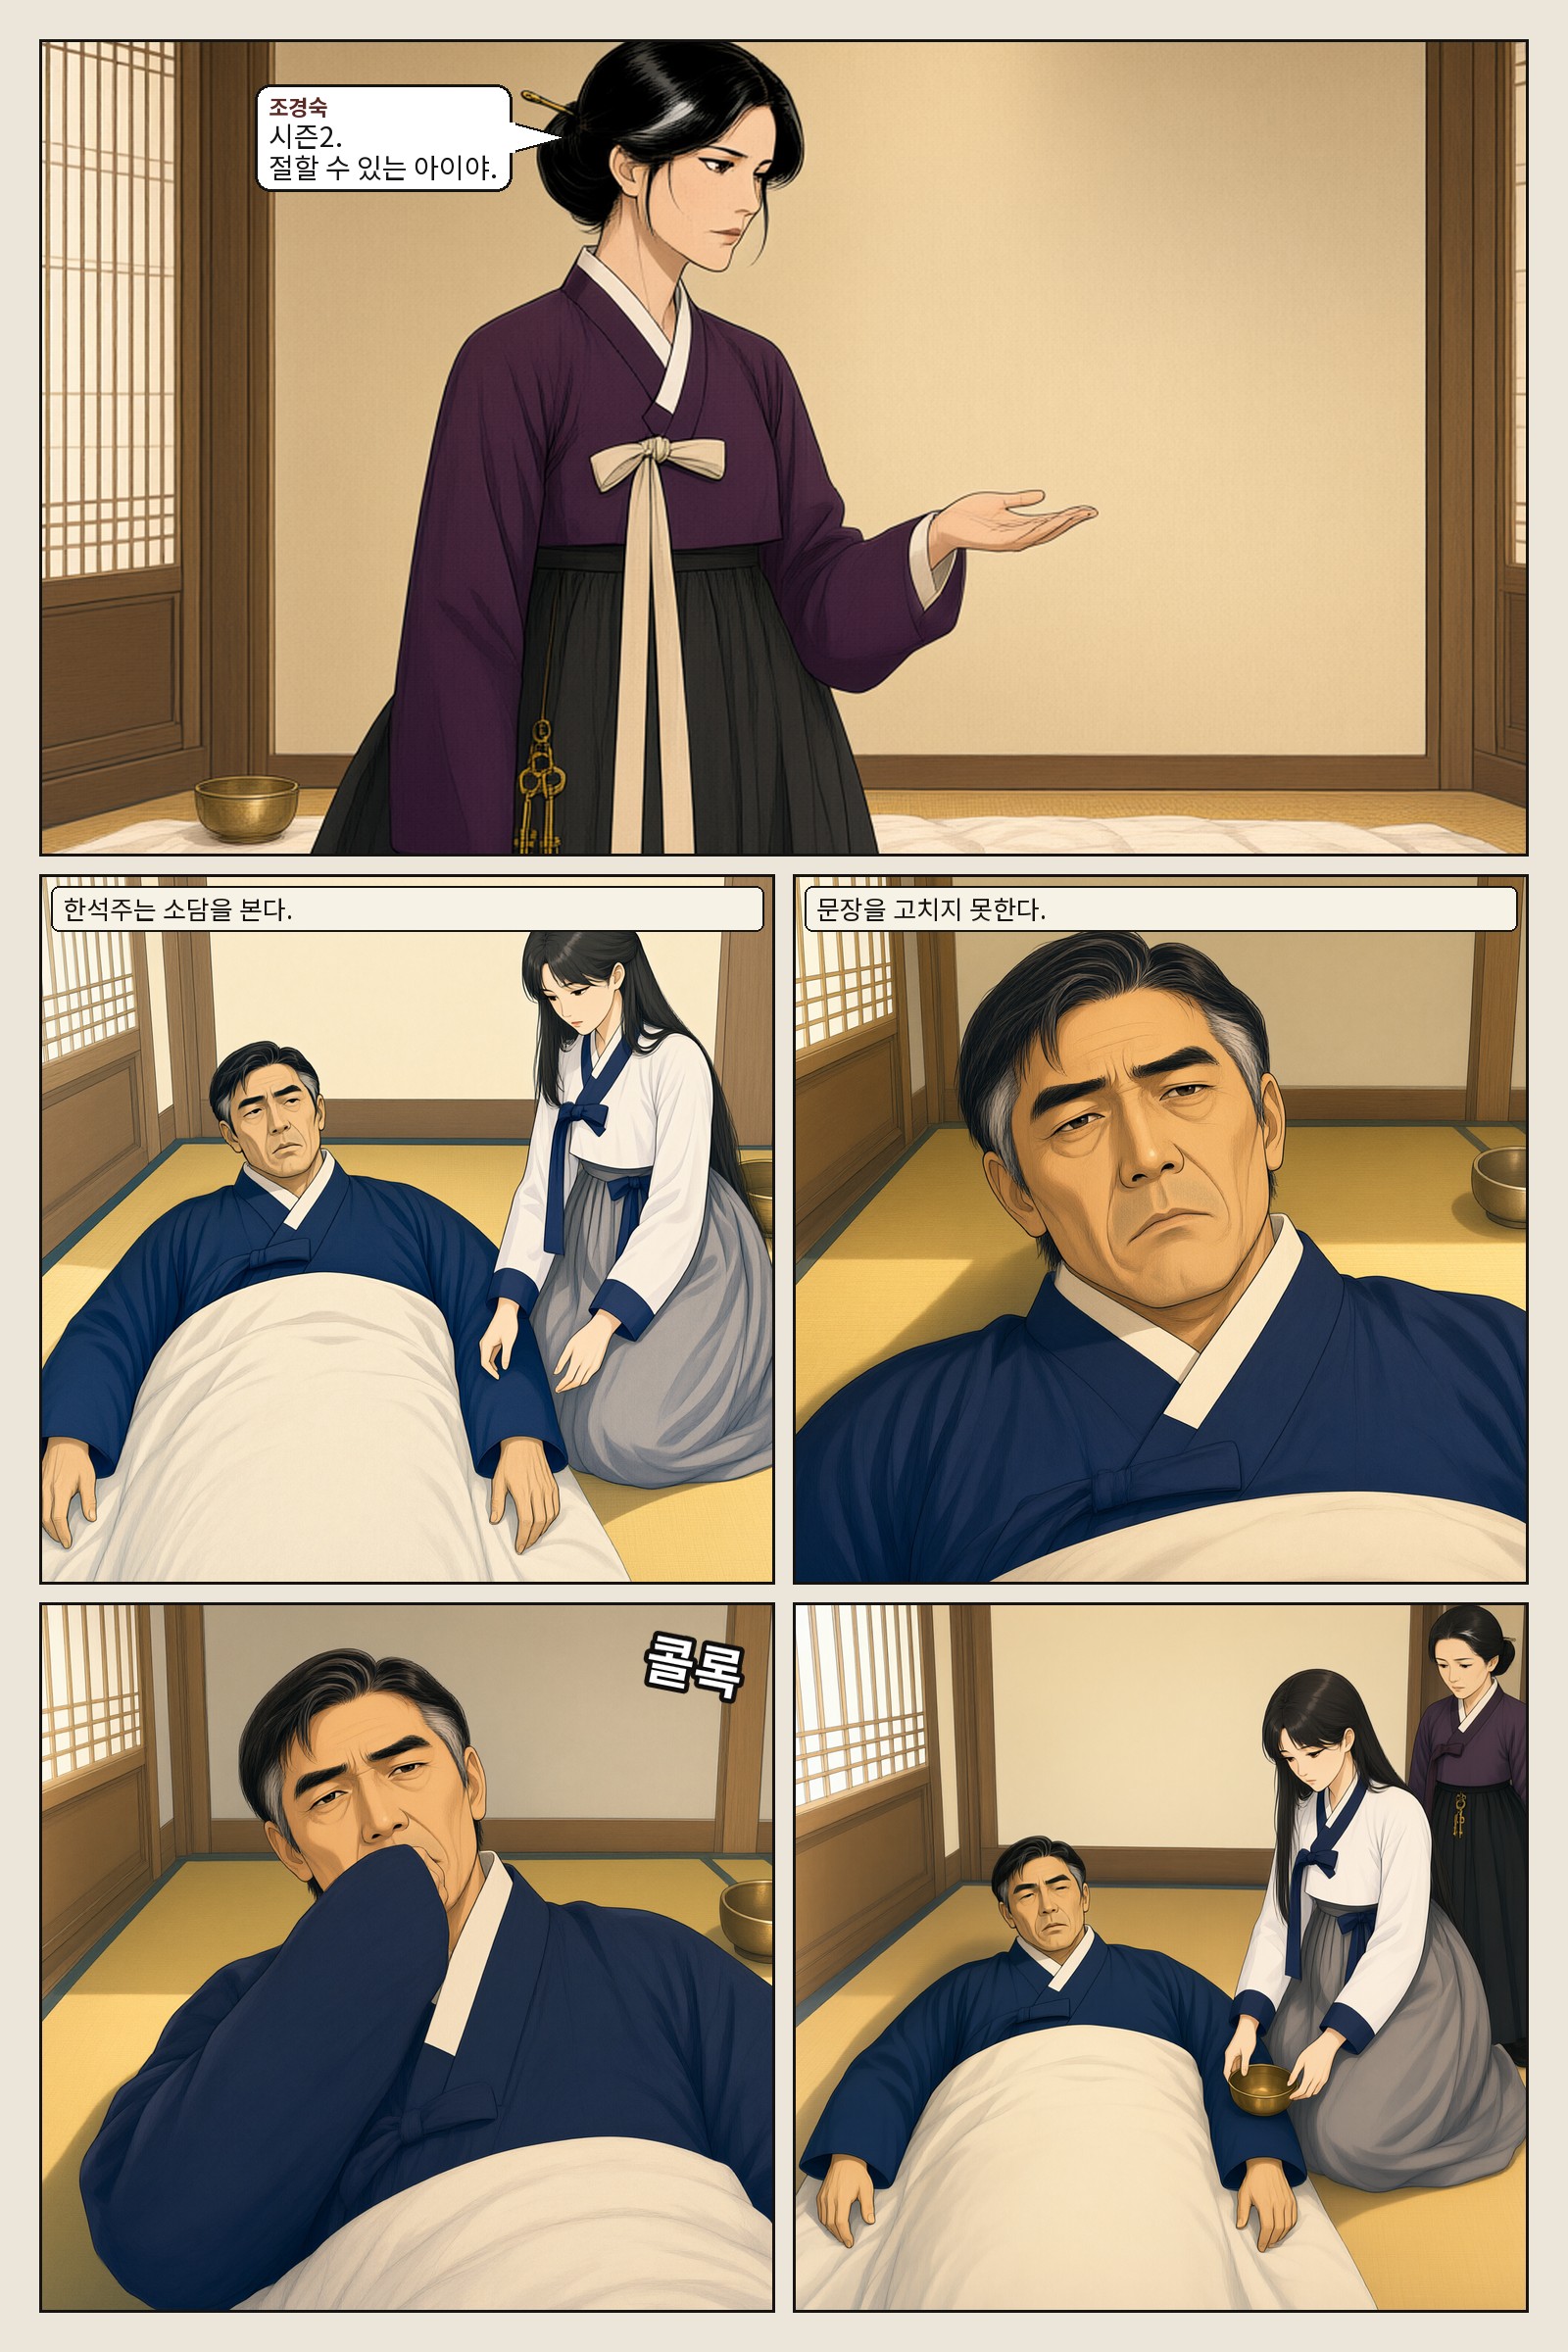 조경숙
시즌2.
절할 수 있는 아이야.
한석주는 소담을 본다.
문장을 고치지 못한다.
콜록